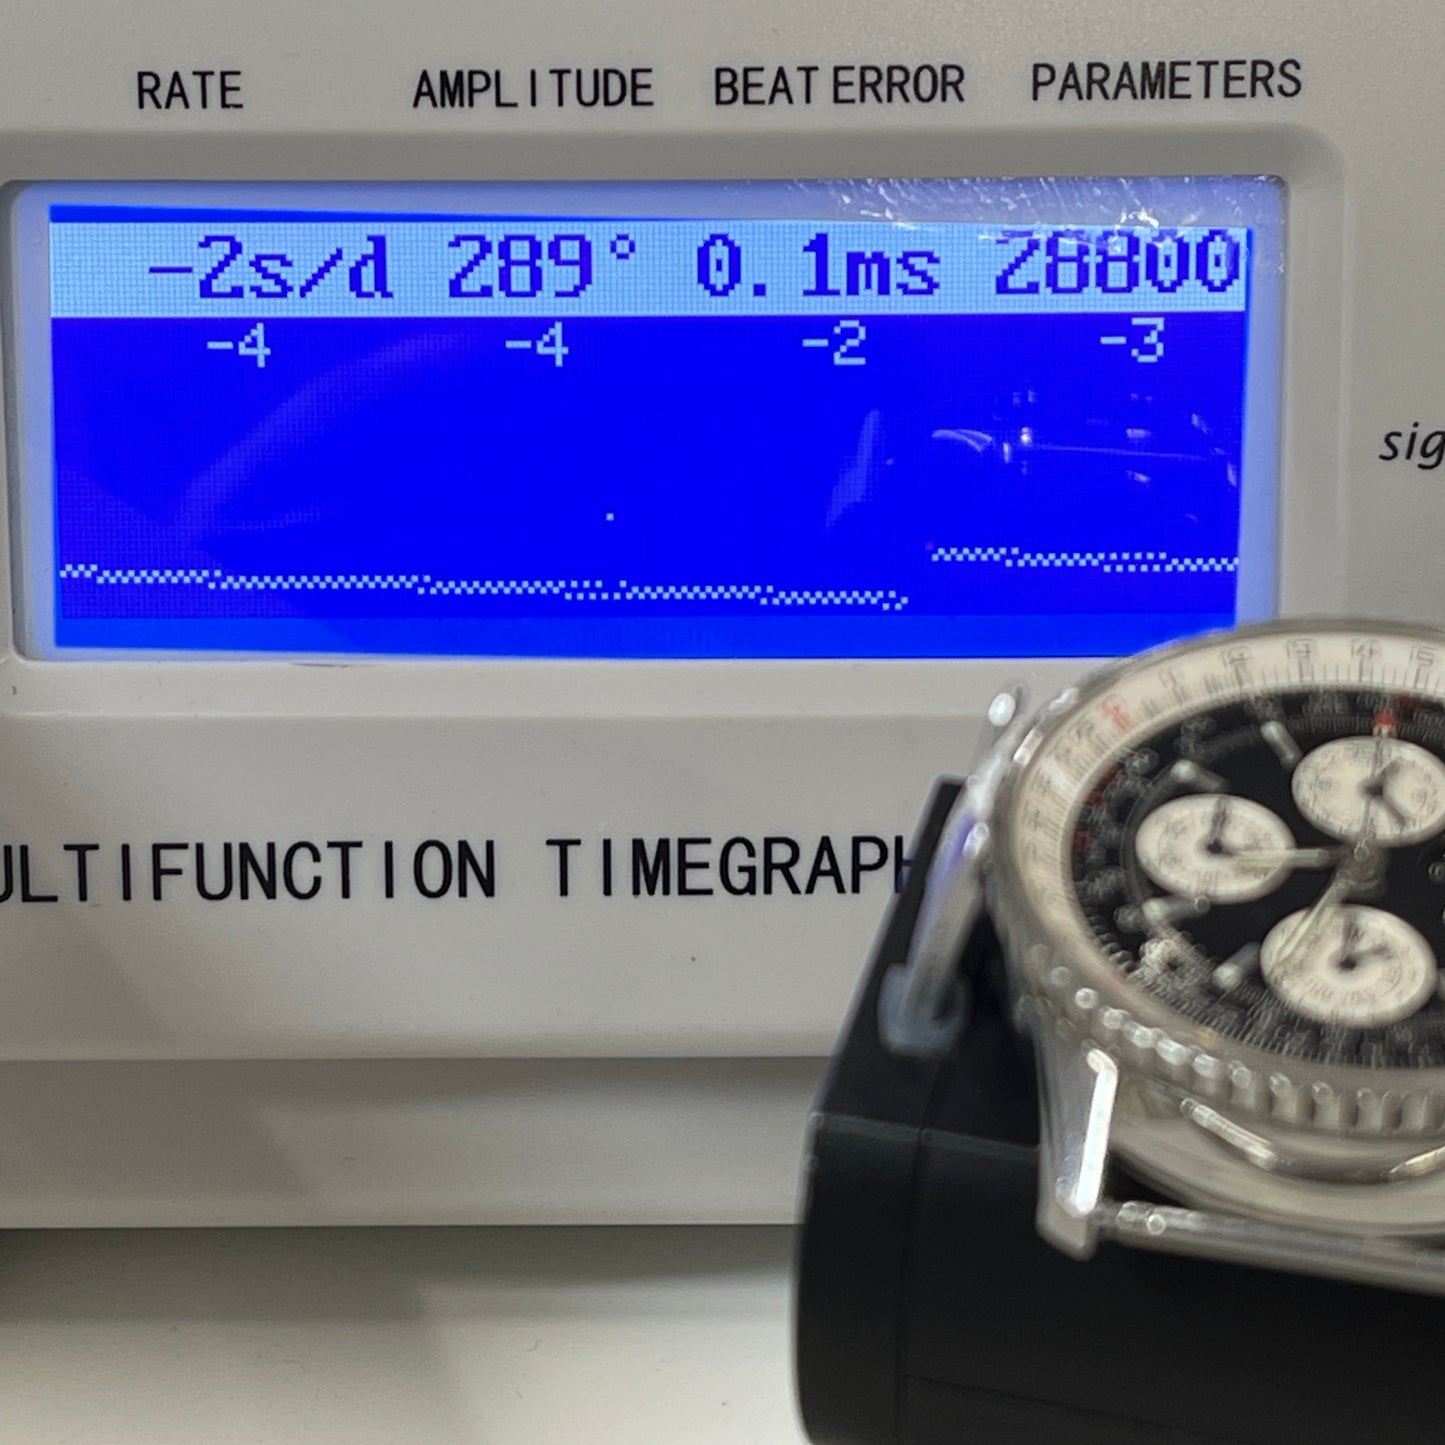 RATE AMPLITUDE BEAT ERROR PARAMETERS
-2s/d 289° 0.1ms 28800
-4 -4 -2 -3
sig
ULTIFUNCTION TIMEGRAPH